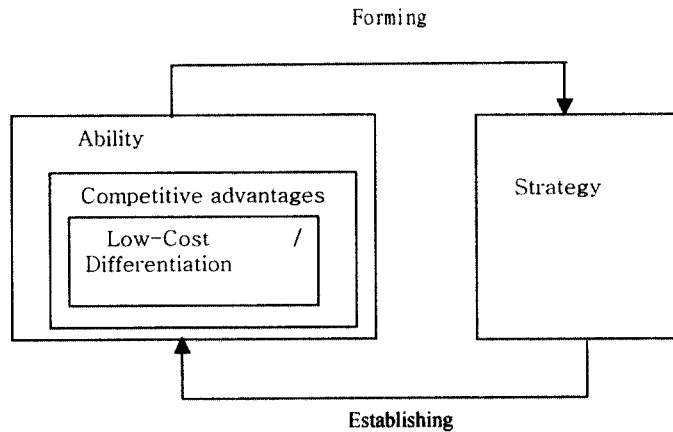 Forming
Ability
Strategy
Competitive advantages
Low-Cost /
Differentiation
Establishing